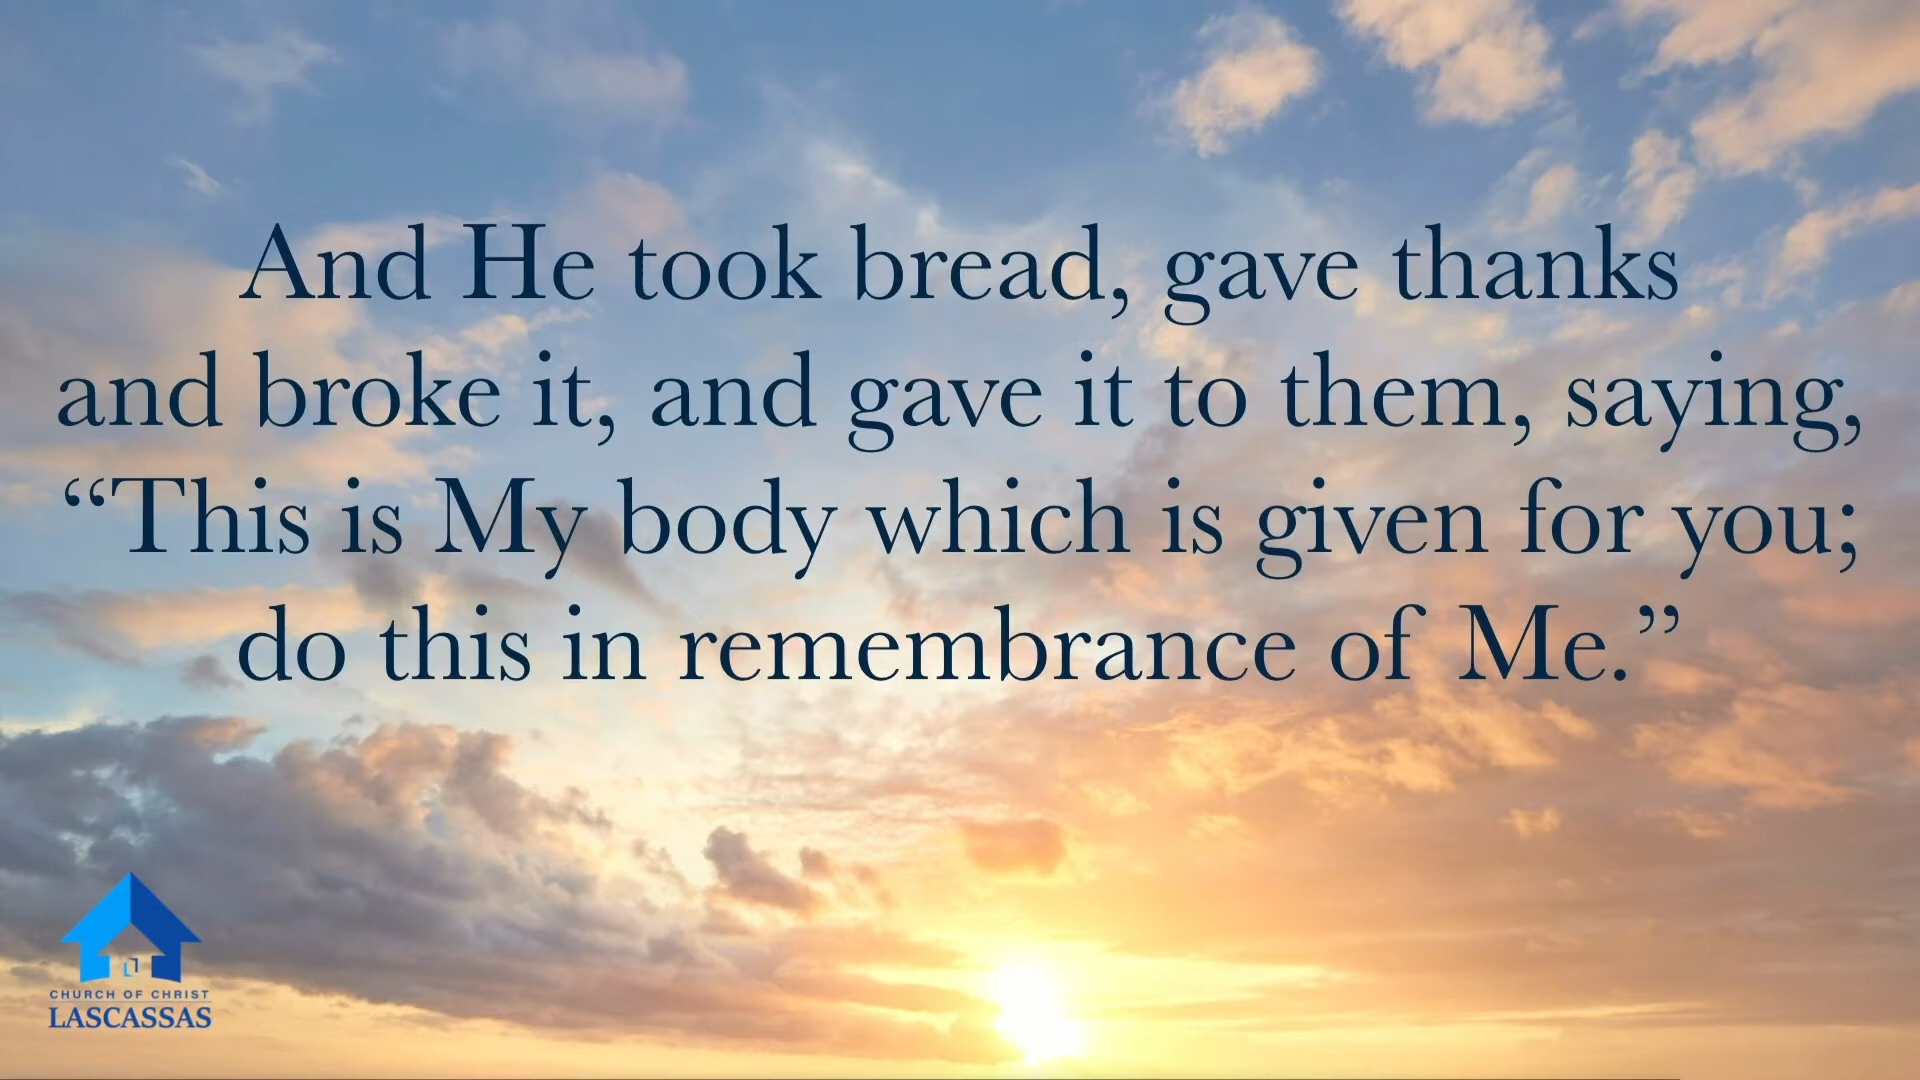 And He took bread, gave thanks
and broke it, and gave it to them, saying,
“This is My body which is given for you;
do this in remembrance of Me.”
CHURCH OF CHRIST
LASCASSAS